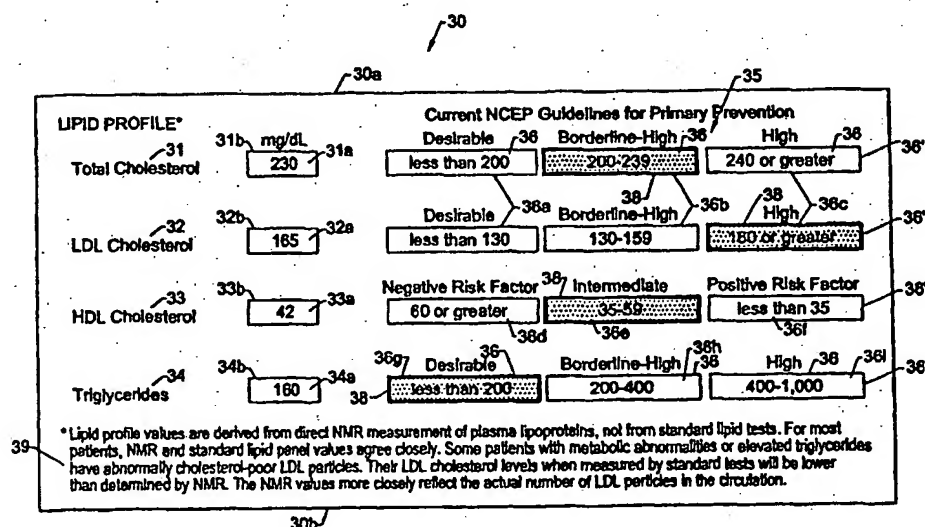 30
30a
35
LIPID PROFILE* Current NCEP Guidelines for Primary Prevention
31 31b mg/dL Desirable 36 Borderline-High 36 High 36
Total Cholesterol 230 31a less than 200 200-239 240 or greater 36'
38 36a 36b 38 36c
32 32b Desirable Borderline-High High
LDL Cholesterol 165 32a less than 130 130-159 160 or greater 36'
33 33b Negative Risk Factor 38 Intermediate Positive Risk Factor
HDL Cholesterol 42 33a 60 or greater 35-59 less than 35 36'
36d 36e 36f
36g 36 36h
34 34b Desirable Borderline-High 36 High 36 36i
Triglycerides 160 34a 38 less than 200 200-400 400-1,000 36'
* Lipid profile values are derived from direct NMR measurement of plasma lipoproteins, not from standard lipid tests. For most
patients, NMR and standard lipid panel values agree closely. Some patients with metabolic abnormalities or elevated triglycerides
39 have abnormally cholesterol-poor LDL particles. Their LDL cholesterol levels when measured by standard tests will be lower
than determined by NMR. The NMR values more closely reflect the actual number of LDL particles in the circulation.
30b